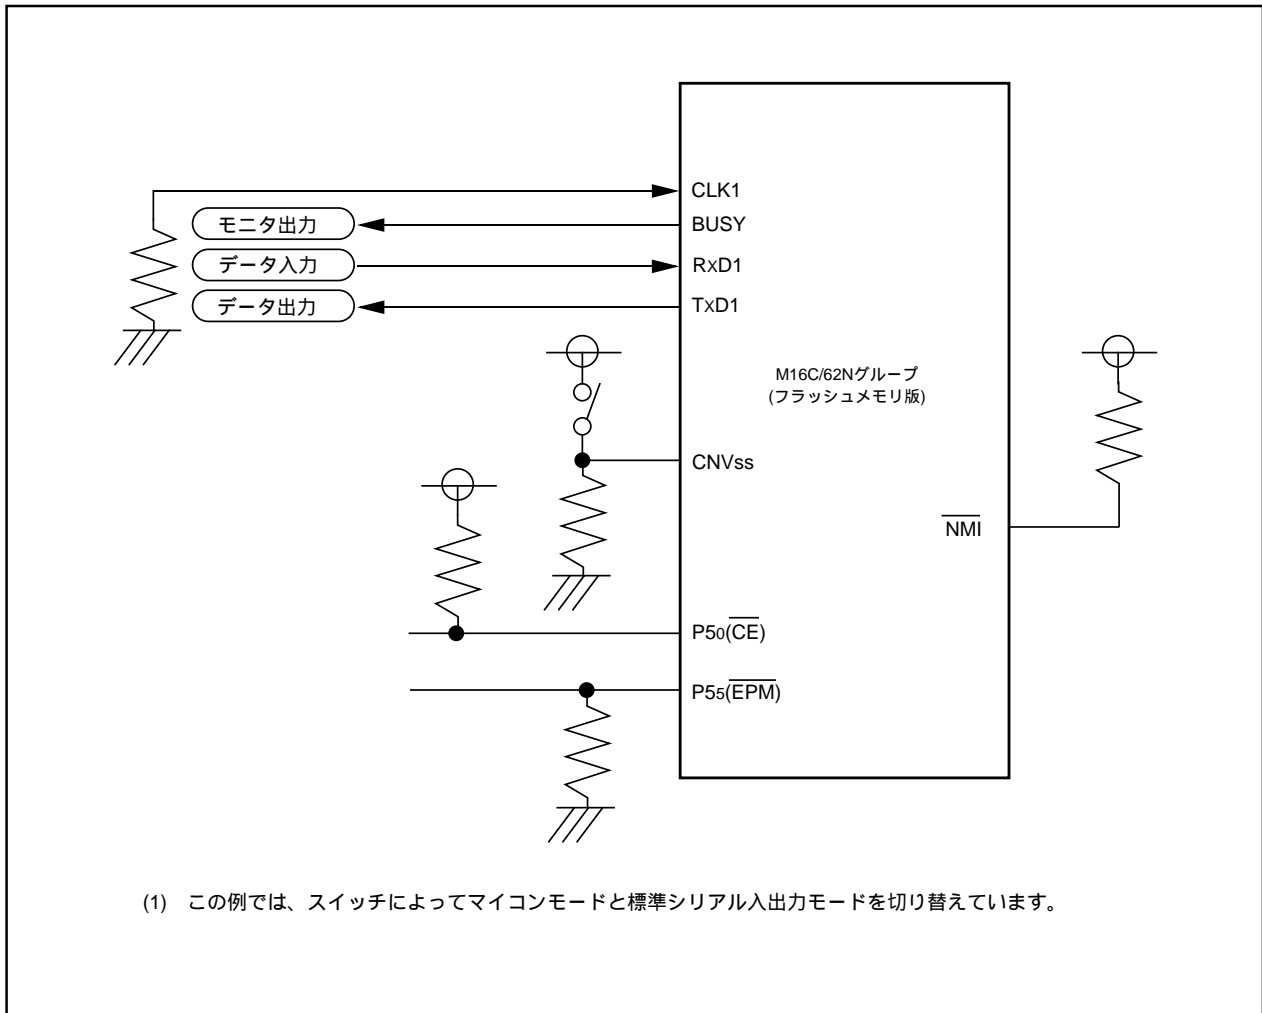 CLK1
モニタ出力
BUSY
データ入力
RxD1
データ出力
TxD1
M16C/62Nグループ
(フラッシュメモリ版)
CNVss
NMI
P50(CE)
P55(EPM)
(1) この例では、スイッチによってマイコンモードと標準シリアル入出力モードを切り替えています。